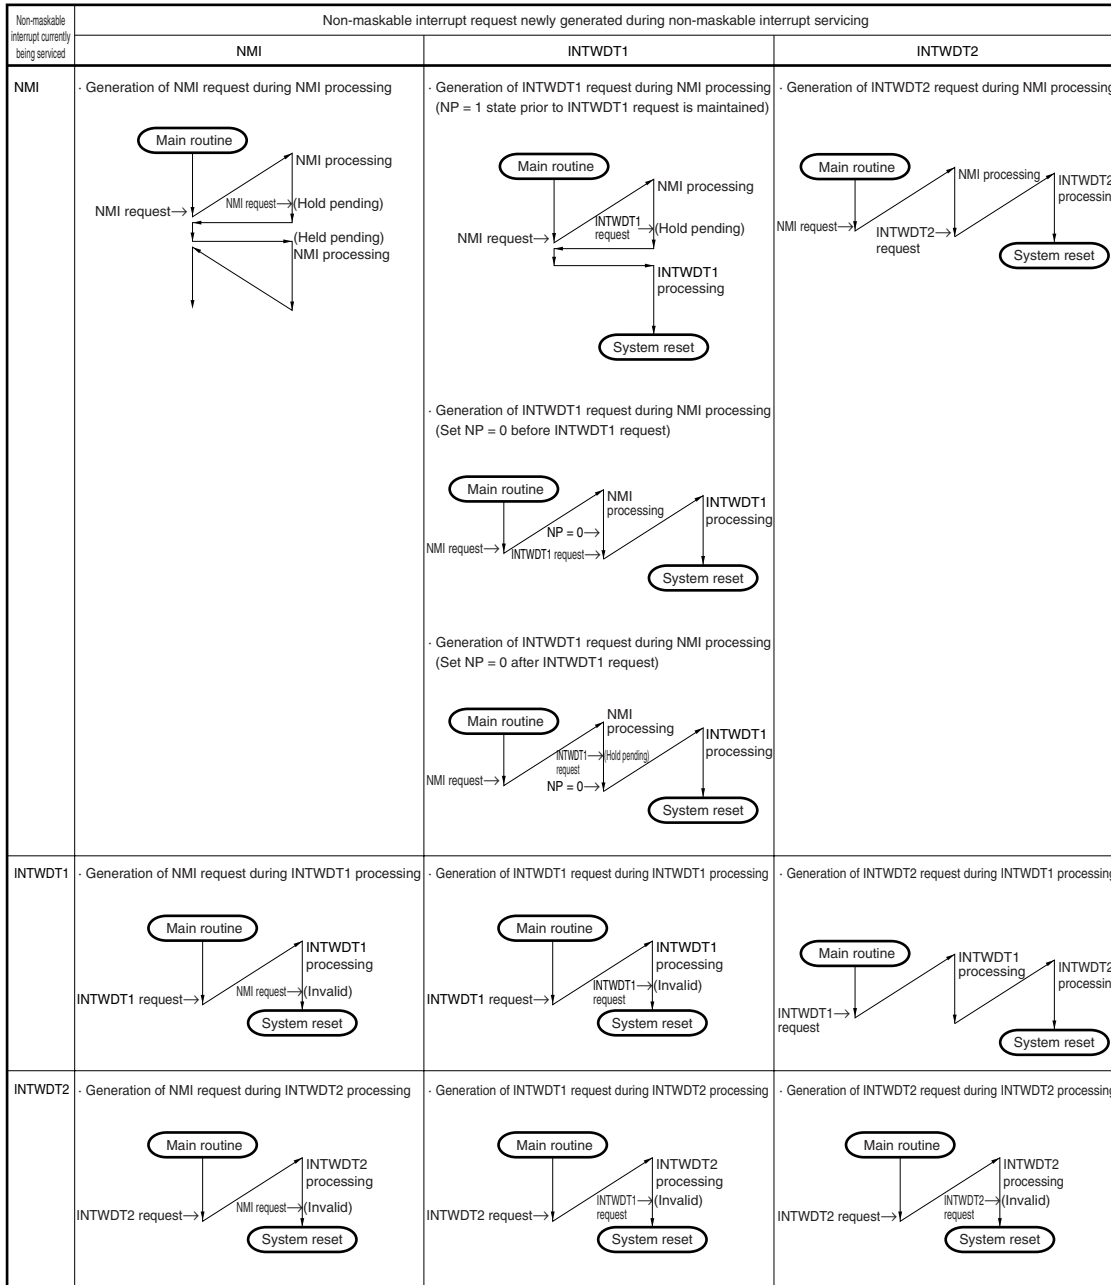 Non-maskable
interrupt currently
being serviced
Non-maskable interrupt request newly generated during non-maskable interrupt servicing
NMI
INTWDT1
INTWDT2
NMI
· Generation of NMI request during NMI processing
Main routine
NMI processing
NMI request→
NMI request→(Hold pending)
(Held pending)
NMI processing
· Generation of INTWDT1 request during NMI processing
(NP = 1 state prior to INTWDT1 request is maintained)
Main routine
NMI processing
INTWDT1
request
→(Hold pending)
NMI request→
INTWDT1
processing
System reset
· Generation of INTWDT1 request during NMI processing
(Set NP = 0 before INTWDT1 request)
Main routine
NMI
processing
INTWDT1
processing
NP = 0→
NMI request→
INTWDT1 request→
System reset
· Generation of INTWDT1 request during NMI processing
(Set NP = 0 after INTWDT1 request)
Main routine
NMI
processing
INTWDT1
processing
INTWDT1→(Hold pending)
request
NMI request→
NP = 0→
System reset
· Generation of INTWDT2 request during NMI processing
Main routine
NMI processing
INTWDT2
processin
NMI request→
INTWDT2→
request
System reset
INTWDT1
· Generation of NMI request during INTWDT1 processing
Main routine
INTWDT1
processing
NMI request→(Invalid)
INTWDT1 request→
System reset
· Generation of INTWDT1 request during INTWDT1 processing
Main routine
INTWDT1
processing
INTWDT1→(Invalid)
request
INTWDT1 request→
System reset
· Generation of INTWDT2 request during INTWDT1 processing
Main routine
INTWDT1
processing
INTWDT2
processin
INTWDT1→
request
System reset
INTWDT2
· Generation of NMI request during INTWDT2 processing
Main routine
INTWDT2
processing
NMI request→(Invalid)
INTWDT2 request→
System reset
· Generation of INTWDT1 request during INTWDT2 processing
Main routine
INTWDT2
processing
INTWDT1→(Invalid)
request
INTWDT2 request→
System reset
· Generation of INTWDT2 request during INTWDT2 processing
Main routine
INTWDT2
processing
INTWDT2→(Invalid)
request
INTWDT2 request→
System reset